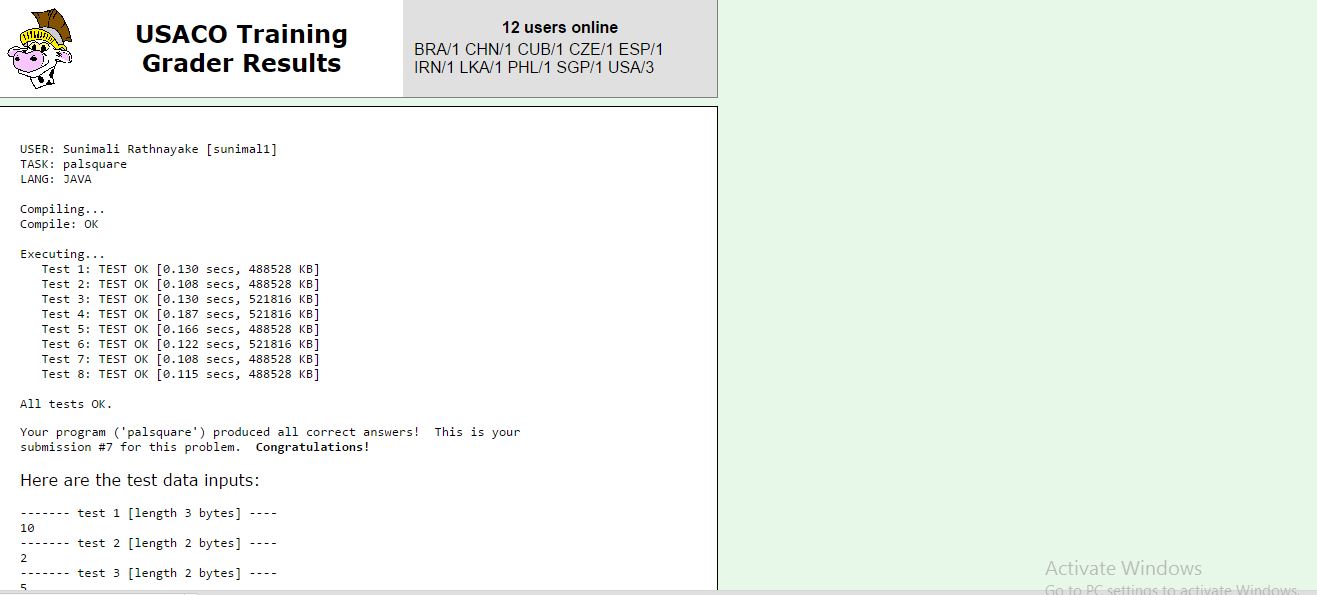 USACO Training
Grader Results
12 users online
BRA/1 CHN/1 CUB/1 CZE/1 ESP/1
IRN/1 LKA/1 PHL/1 SGP/1 USA/3
USER: Sunimali Rathnayake [sunimal1]
TASK: palsquare
LANG: JAVA
Compiling...
Compile: OK
Executing...
Test 1: TEST OK [0.130 secs, 488528 KB]
Test 2: TEST OK [0.108 secs, 488528 KB]
Test 3: TEST OK [0.130 secs, 521816 KB]
Test 4: TEST OK [0.187 secs, 521816 KB]
Test 5: TEST OK [0.166 secs, 488528 KB]
Test 6: TEST OK [0.122 secs, 521816 KB]
Test 7: TEST OK [0.108 secs, 488528 KB]
Test 8: TEST OK [0.115 secs, 488528 KB]
All tests OK.
Your program ('palsquare') produced all correct answers!  This is your
submission #7 for this problem.  Congratulations!
Here are the test data inputs:
------- test 1 [length 3 bytes] ----
10
------- test 2 [length 2 bytes] ----
2
------- test 3 [length 2 bytes] ----
5
Activate Windows
Go to PC settings to activate Windows.